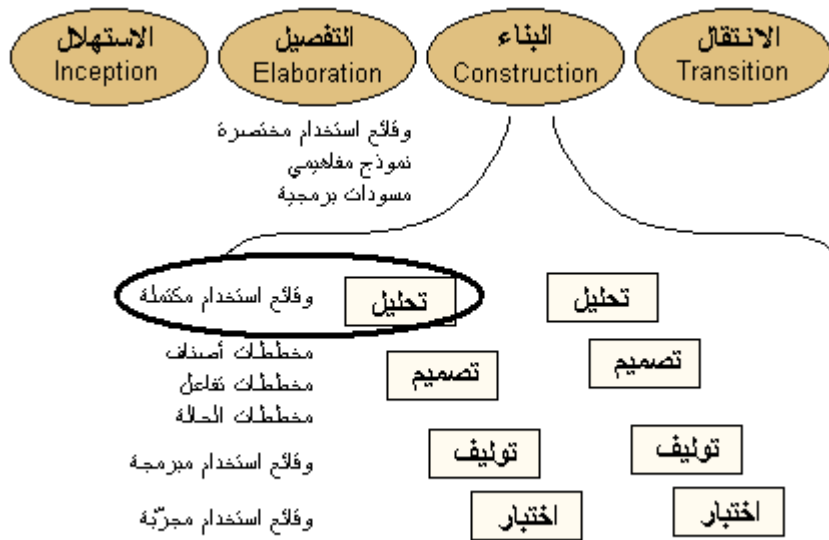 الاستهلال
Inception
التفصيل
Elaboration
البناء
Construction
الانتقال
Transition
وقائع استخدام مختصرة
نموذج مفاهيمي
مسودات برمجية
وقائع استخدام مكتملة
تحليل
تحليل
مخططات أصناف
مخططات تفاعل
مخططات الحالة
تصميم
تصميم
وقائع استخدام مبرمجة
توليف
توليف
وقائع استخدام مجرّبة
اختبار
اختبار